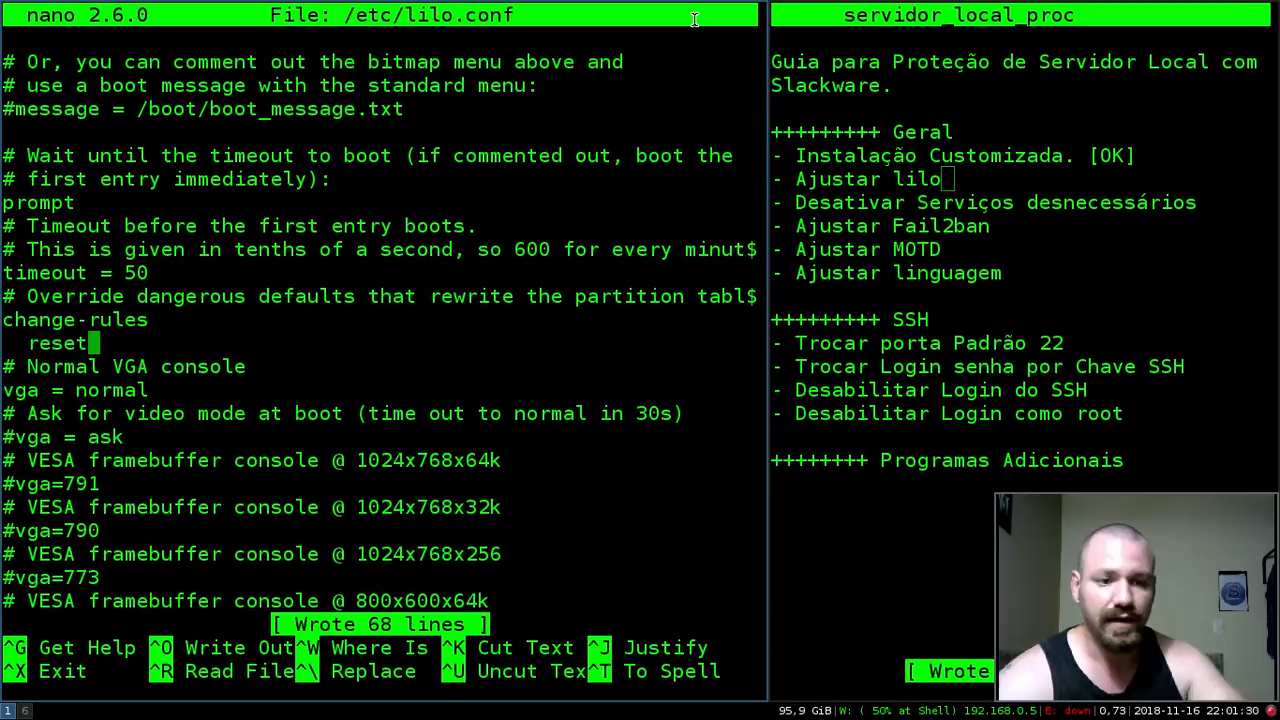 nano 2.6.0 File: /etc/lilo.conf
# Or, you can comment out the bitmap menu above and
# use a boot message with the standard menu:
#message = /boot/boot_message.txt
# Wait until the timeout to boot (if commented out, boot the
# first entry immediately):
prompt
# Timeout before the first entry boots.
# This is given in tenths of a second, so 600 for every minut$
timeout = 50
# Override dangerous defaults that rewrite the partition tabl$
change-rules
reset
# Normal VGA console
vga = normal
# Ask for video mode at boot (time out to normal in 30s)
#vga = ask
# VESA framebuffer console @ 1024x768x64k
#vga=791
# VESA framebuffer console @ 1024x768x32k
#vga=790
# VESA framebuffer console @ 1024x768x256
#vga=773
# VESA framebuffer console @ 800x600x64k
[ Wrote 68 lines ]
^G Get Help ^O Write Out ^W Where Is ^K Cut Text ^J Justify
^X Exit ^R Read File ^\ Replace ^U Uncut Tex ^T To Spell
servidor_local_proc
Guia para Proteção de Servidor Local com
Slackware.
+++++++++ Geral
- Instalação Customizada. [OK]
- Ajustar lilo
- Desativar Serviços desnecessários
- Ajustar Fail2ban
- Ajustar MOTD
- Ajustar linguagem
+++++++++ SSH
- Trocar porta Padrão 22
- Trocar Login senha por Chave SSH
- Desabilitar Login do SSH
- Desabilitar Login como root
++++++++ Programas Adicionais
[ Wrote
1 6 95,9 GiB|W: ( 50% at Shell) 192.168.0.5|E: down|0,73|2018-11-16 22:01:30